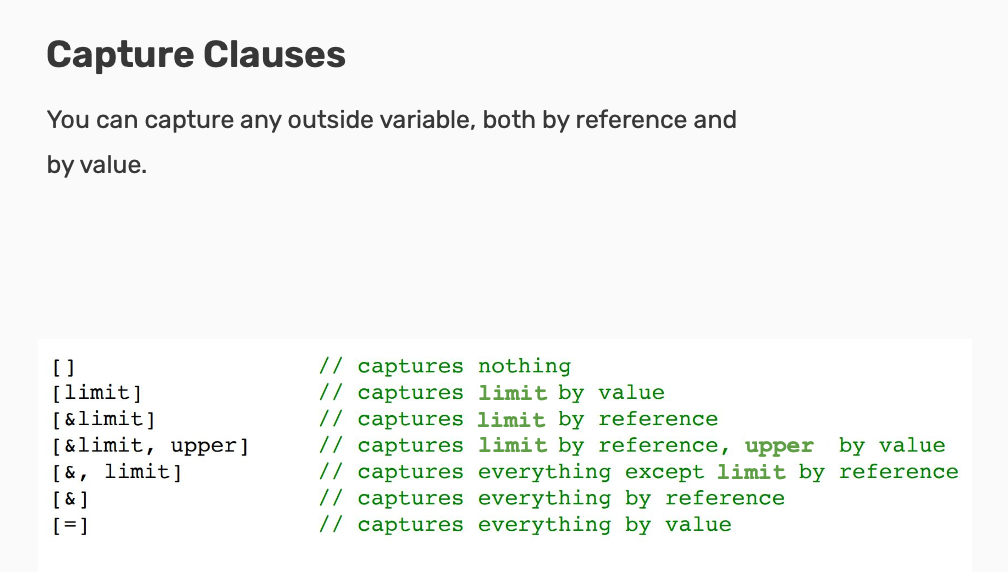 Capture Clauses
You can capture any outside variable, both by reference and
by value.
[] // captures nothing
[limit] // captures limit by value
[&limit] // captures limit by reference
[&limit, upper] // captures limit by reference, upper by value
[&, limit] // captures everything except limit by reference
[&] // captures everything by reference
[=] // captures everything by value